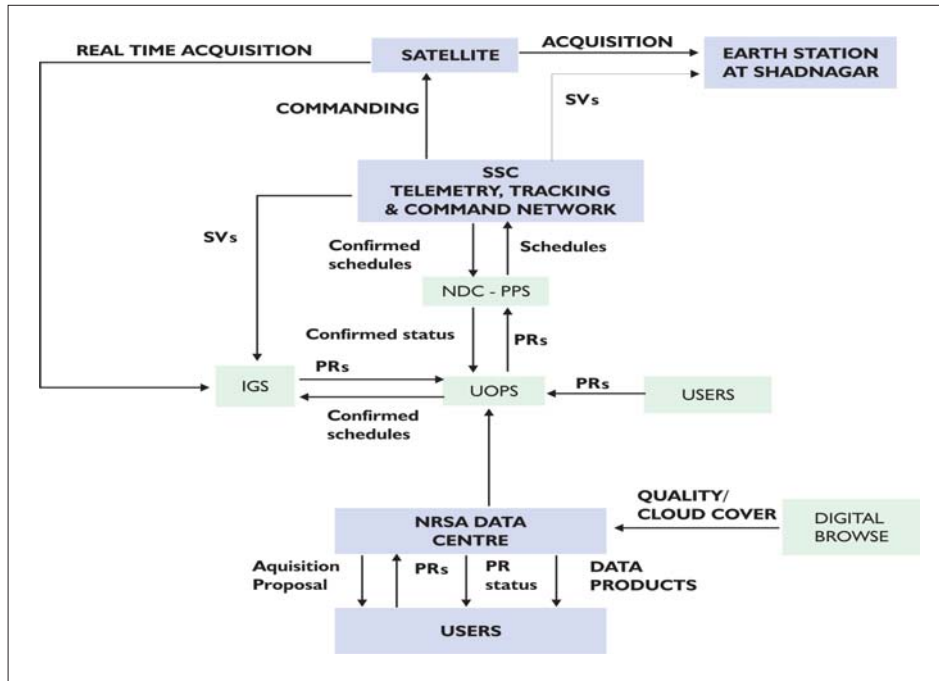 REAL TIME ACQUISITION
SATELLITE
ACQUISITION
EARTH STATION
AT SHADNAGAR
COMMANDING
SVs
SSC
TELEMETRY, TRACKING
& COMMAND NETWORK
SVs
Confirmed
schedules
Schedules
NDC - PPS
Confirmed status
PRs
IGS
PRs
UOPS
PRs
USERS
Confirmed
schedules
QUALITY/
CLOUD COVER
NRSA DATA
CENTRE
DIGITAL
BROWSE
Aquisition
Proposal
PRs
PR
status
DATA
PRODUCTS
USERS